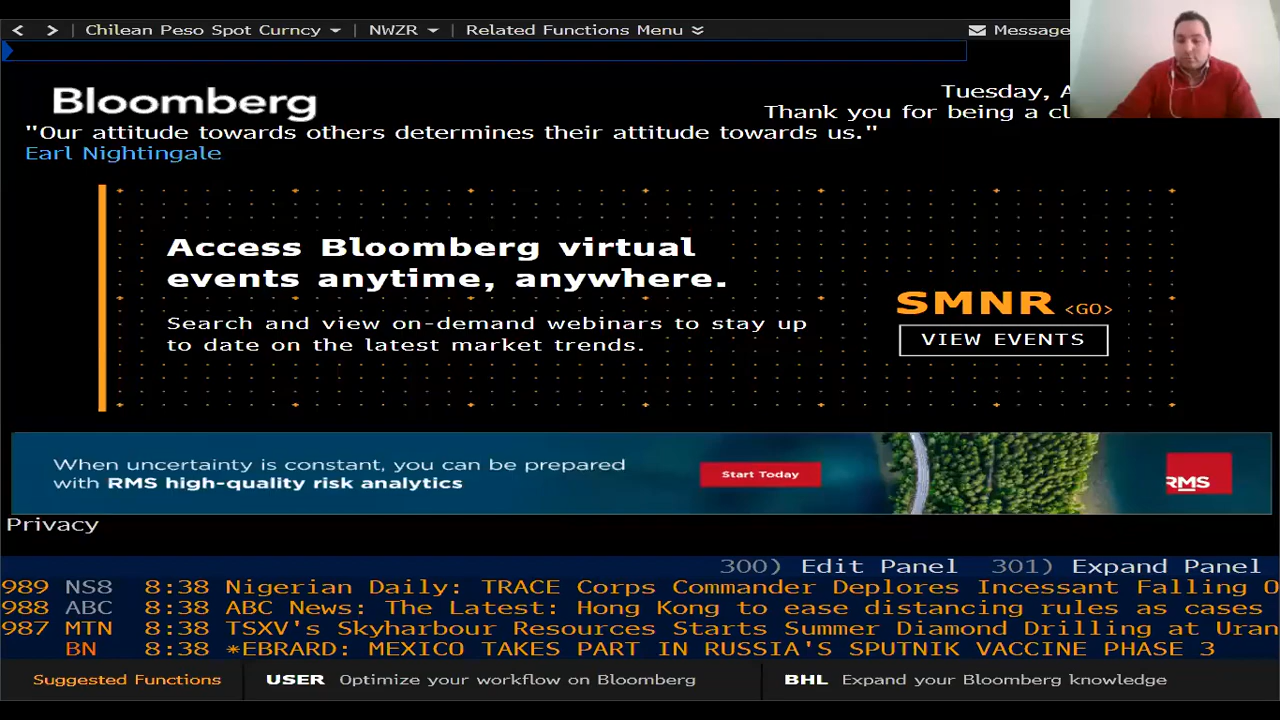 < > Chilean Peso Spot Curncy NWZR Related Functions Menu Message
Bloomberg
Tuesday,
Thank you for being a
"Our attitude towards others determines their attitude towards us."
Earl Nightingale
Access Bloomberg virtual
events anytime, anywhere.
Search and view on-demand webinars to stay up
to date on the latest market trends.
SMNR <GO>
VIEW EVENTS
When uncertainty is constant, you can be prepared
with RMS high-quality risk analytics
Start Today
RMS
Privacy
300) Edit Panel 301) Expand Panel
989 NS8 8:38 Nigerian Daily: TRACE Corps Commander Deplores Incessant Falling
988 ABC 8:38 ABC News: The Latest: Hong Kong to ease distancing rules as cases
987 MTN 8:38 TSXV's Skyharbour Resources Starts Summer Diamond Drilling at
BN 8:38 *EBRARD: MEXICO TAKES PART IN RUSSIA'S SPUTNIK VACCINE PHASE 3
Suggested Functions USER Optimize your workflow on Bloomberg BHL Expand your Bloomberg knowledge